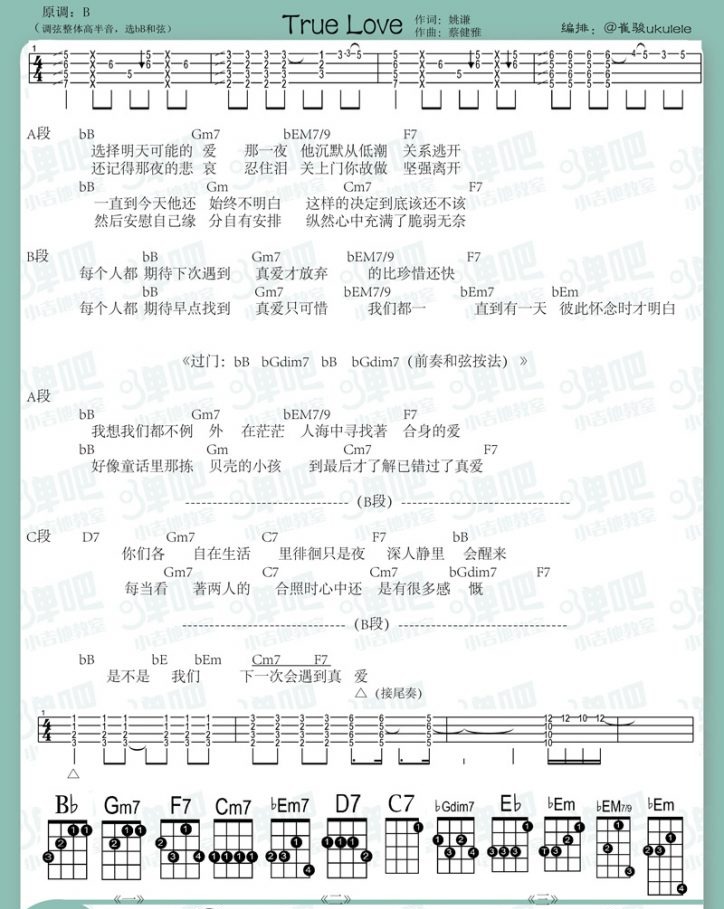 原调：B
（调弦整体高半音，选bB和弦）
True Love
作词：姚谦
作曲：蔡健雅
编排：@崔骏ukulele
A段 bB Gm7 bEM7/9 F7
选择明天可能的 爱 那一夜 他沉默从低潮 关系逃开
还记得那夜的悲 哀 忍住泪 关上门你故做 坚强离开
bB Gm Cm7 F7
一直到今天他还 始终不明白 这样的决定到底该还不该
然后安慰自己缘 分自有安排 纵然心中充满了脆弱无奈
B段 bB Gm7 bEM7/9 F7
每个人都 期待下次遇到 真爱才放弃 的比珍惜还快
bB Gm7 bEM7/9 bEm7 bEm
每个人都 期待早点找到 真爱只可惜 我们都一 直到有一天 彼此怀念时才明白
《过门：bB bGdim7 bB bGdim7（前奏和弦按法）》
A段
bB Gm7 bEM7/9 F7
我想我们都不例 外 在茫茫 人海中寻找著 合身的爱
bB Gm Cm7 F7
好像童话里那拣 贝壳的小孩 到最后才了解已错过了真爱
（B段）
C段 D7 Gm7 C7 F7 bB
你们各 自在生活 里徘徊只是夜 深人静里 会醒来
Gm7 C7 Cm7 bGdim7 F7
每当看 著两人的 合照时心中还 是有很多感 慨
（B段）
bB bE bEm Cm7 F7
是不是 我们 下一次会遇到真 爱
△（接尾奏）
B♭ Gm7 F7 Cm7 ♭Em7 D7 C7 ♭Gdim7 E♭ ♭Em ♭EM7/9 ♭Em
《一》 《二》 《三》